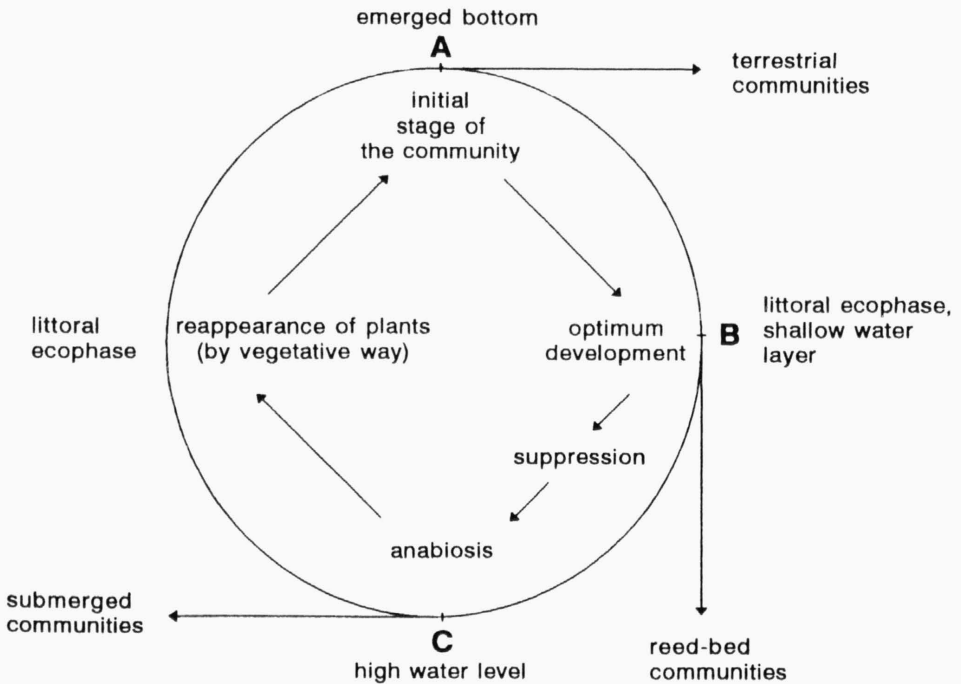 emerged bottom
A
terrestrial
communities
initial
stage of
the community
littoral
ecophase
reappearance of plants
(by vegetative way)
optimum
development
B
littoral ecophase,
shallow water
layer
suppression
anabiosis
submerged
communities
C
high water level
reed-bed
communities